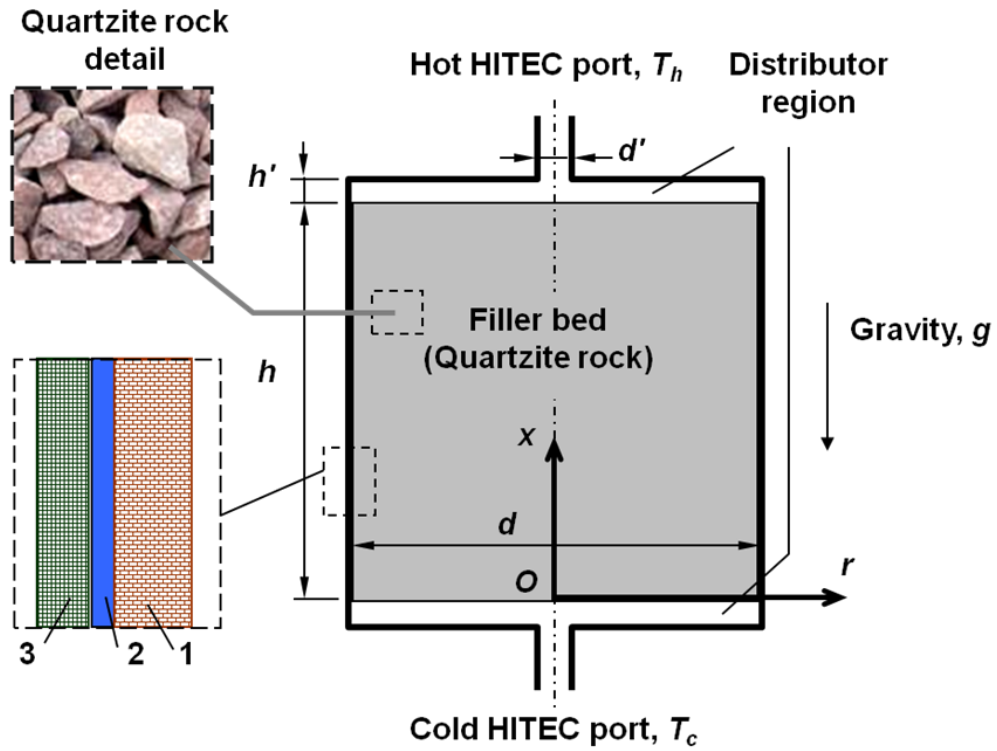 Quartzite rock
detail
Hot HITEC port, Th
Distributor
region
d'
h'
Filler bed
(Quartzite rock)
Gravity, g
h
x
d
O
r
3
2
1
Cold HITEC port, Tc